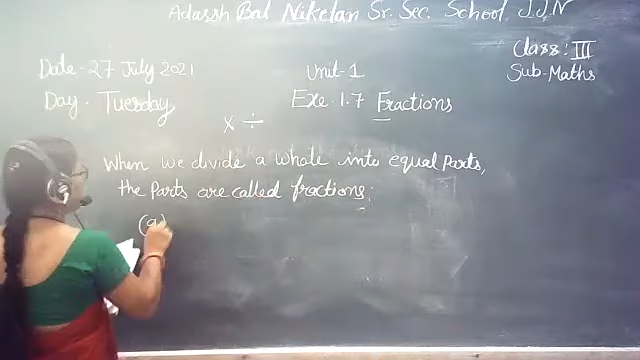 Adarsh Bal Niketan Sr. Sec. School, JJN
Class: III
Date - 27 July 2021
Unit-1
Sub-Maths
Day. Tuesday
Exe. 1.7 Fractions
× ÷
When we divide a whole into equal Parts,
the Parts are called fractions;
(a)